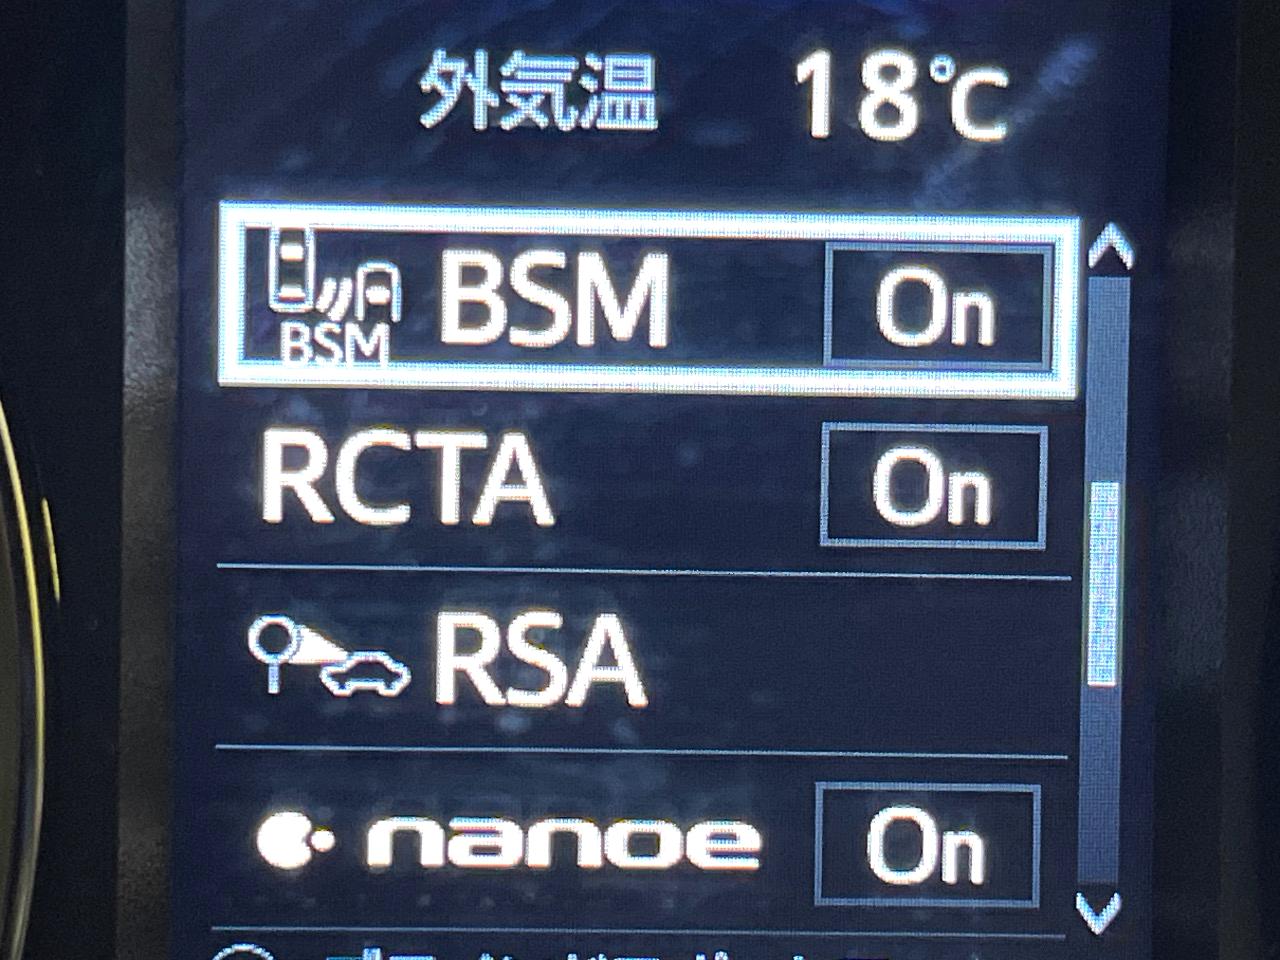 外気温 18℃
BSM BSM On
RCTA On
RSA
nanoe On